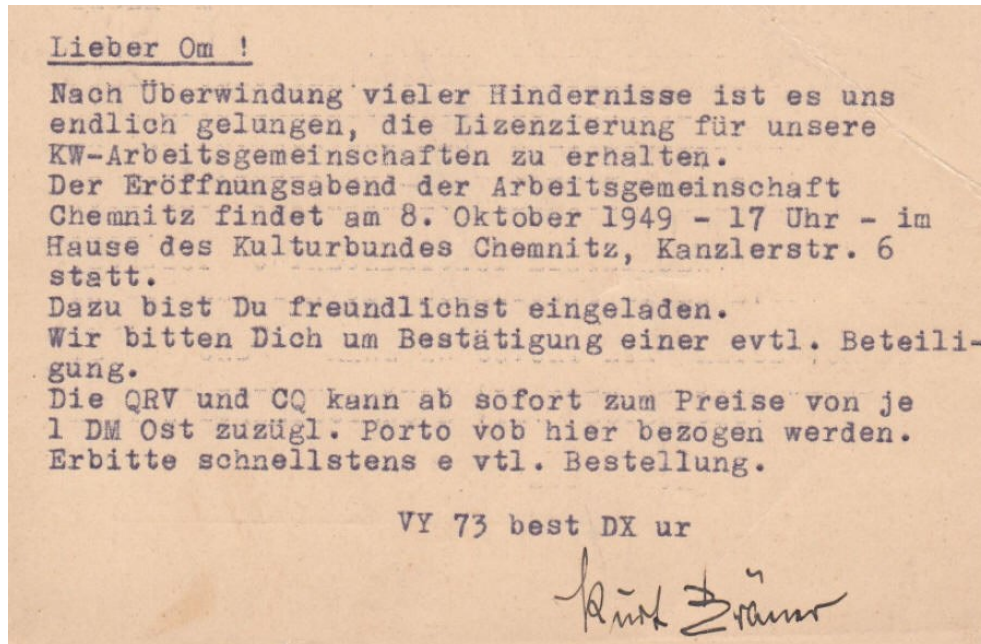 Lieber Om !
Nach Überwindung vieler Hindernisse ist es uns
endlich gelungen, die Lizenzierung für unsere
KW-Arbeitsgemeinschaften zu erhalten.
Der Eröffnungsabend der Arbeitsgemeinschaft
Chemnitz findet am 8. Oktober 1949 - 17 Uhr - im
Hause des Kulturbundes Chemnitz, Kanzlerstr. 6
statt.
Dazu bist Du freundlichst eingeladen.
Wir bitten Dich um Bestätigung einer evtl. Beteili-
gung.
Die QRV und CQ kann ab sofort zum Preise von je
1 DM Ost zuzügl. Porto vob hier bezogen werden.
Erbitte schnellstens e vtl. Bestellung.
VY 73 best DX ur
Kurt